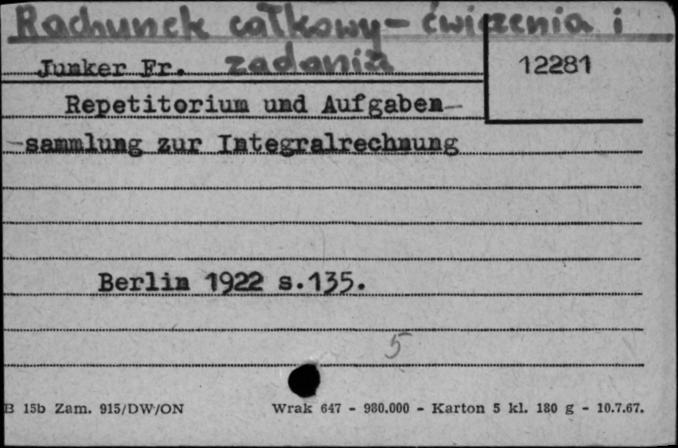 Rachunek całkowy - ćwiczenia i
zadania
Junker Fr.
12281
Repetitorium und Aufgaben-
-sammlung zur Integralrechnung
Berlin 1922 s.135.
5
B 15b Zam. 915/DW/ON
Wrak 647 - 980.000 - Karton 5 kl. 180 g - 10.7.67.